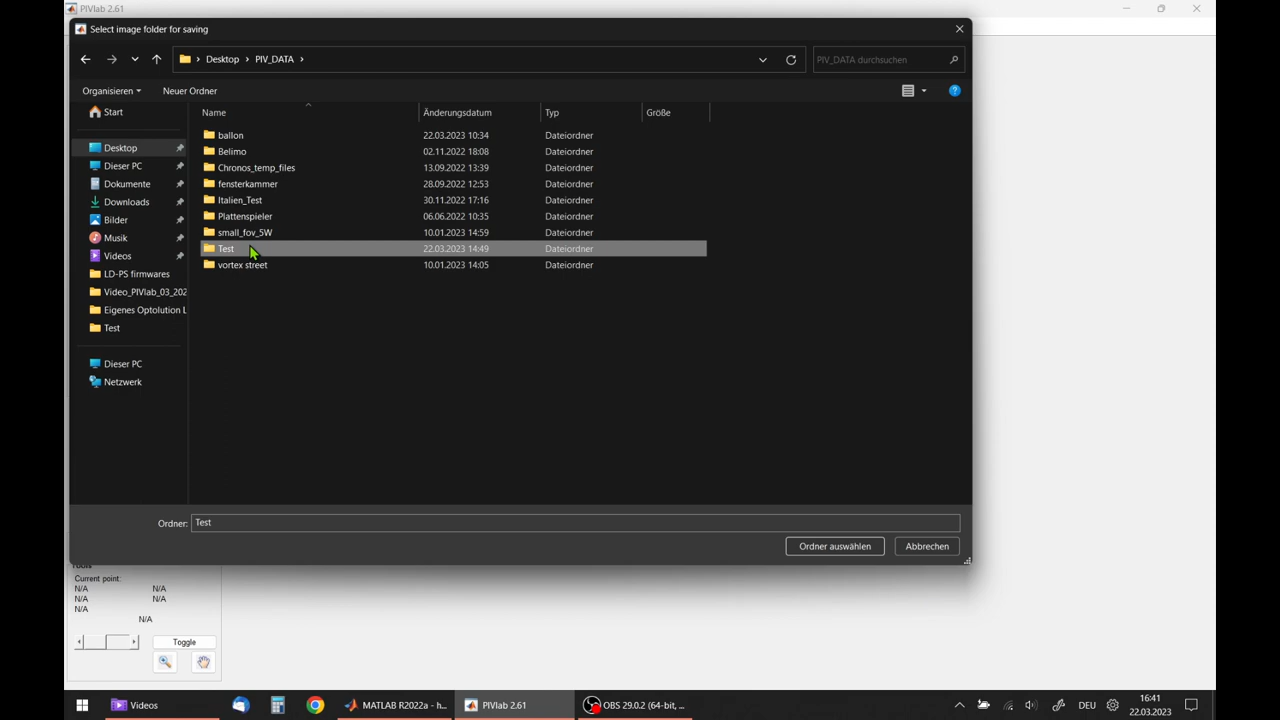 PIVlab 2.61
Select image folder for saving
Desktop › PIV_DATA ›
PIV_DATA durchsuchen
Organisieren
Neuer Ordner
Start
Desktop
Dieser PC
Dokumente
Downloads
Bilder
Musik
Videos
LD-PS firmwares
Video_PIVlab_03_202
Eigenes Optolution L
Test
Dieser PC
Netzwerk
Name Änderungsdatum Typ Größe
ballon 22.03.2023 10:34 Dateiordner
Belimo 02.11.2022 18:08 Dateiordner
Chronos_temp_files 13.09.2022 13:39 Dateiordner
fensterkammer 28.09.2022 12:53 Dateiordner
Italien_Test 30.11.2022 17:16 Dateiordner
Plattenspieler 06.06.2022 10:35 Dateiordner
small_fov_5W 10.01.2023 14:59 Dateiordner
Test 22.03.2023 14:49 Dateiordner
vortex street 10.01.2023 14:05 Dateiordner
Ordner: Test
Ordner auswählen Abbrechen
Current point:
N/A N/A
N/A N/A
N/A
N/A
Toggle
Videos
MATLAB R2022a - h...
PIVlab 2.61
OBS 29.0.2 (64-bit, ...
DEU
16:41
22.03.2023